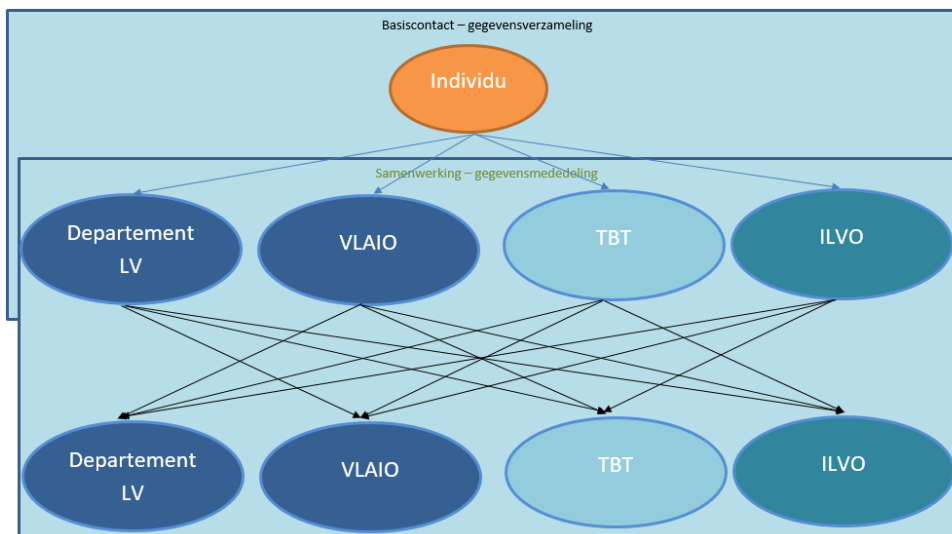 Basiscontact – gegevensverzameling
Individu
Samenwerking – gegevensmededeling
Departement
LV
VLAIO
TBT
ILVO
Departement
LV
VLAIO
TBT
ILVO